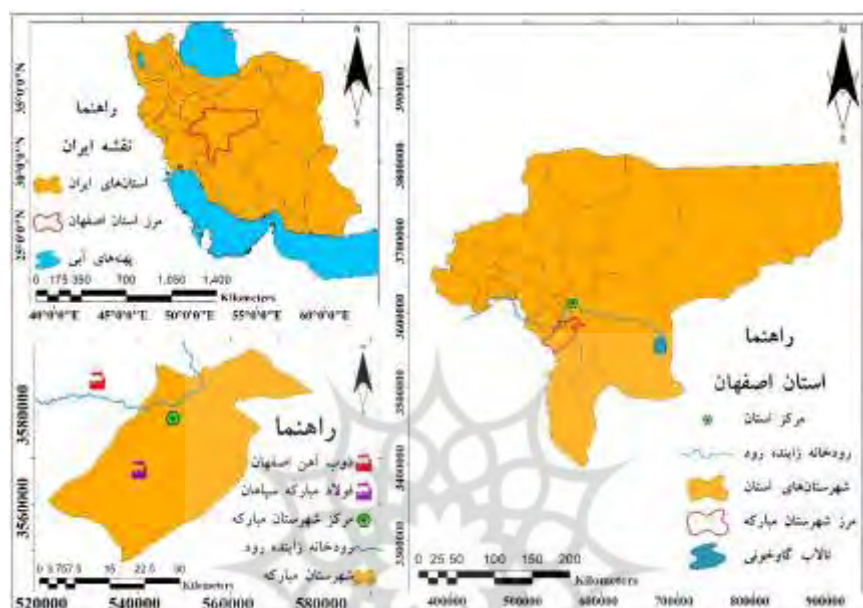 راهنما
نقشه ایران
استان‌های ایران
مرز استان اصفهان
پهنه‌های آبی
0 175 350 700 1,050 1,400
Kilometers
35°0'0"N
30°0'0"N
25°0'0"N
40°0'0"E 45°0'0"E 50°0'0"E 55°0'0"E 60°0'0"E
N
راهنما
ذوب آهن اصفهان
فولاد مبارکه سپاهان
مرکز شهرستان مبارکه
رودخانه زاینده رود
شهرستان مبارکه
30
Kilometers
3580000
3560000
520000 540000 560000 580000
N
راهنما
استان اصفهان
مرکز استان
رودخانه زاینده رود
شهرستان‌های استان
مرز شهرستان مبارکه
تالاب گاوخونی
0 25 50 100 150 200
Kilometers
3900000
3800000
3700000
3600000
3500000
3400000
3300000
400000 500000 600000 700000 800000 900000